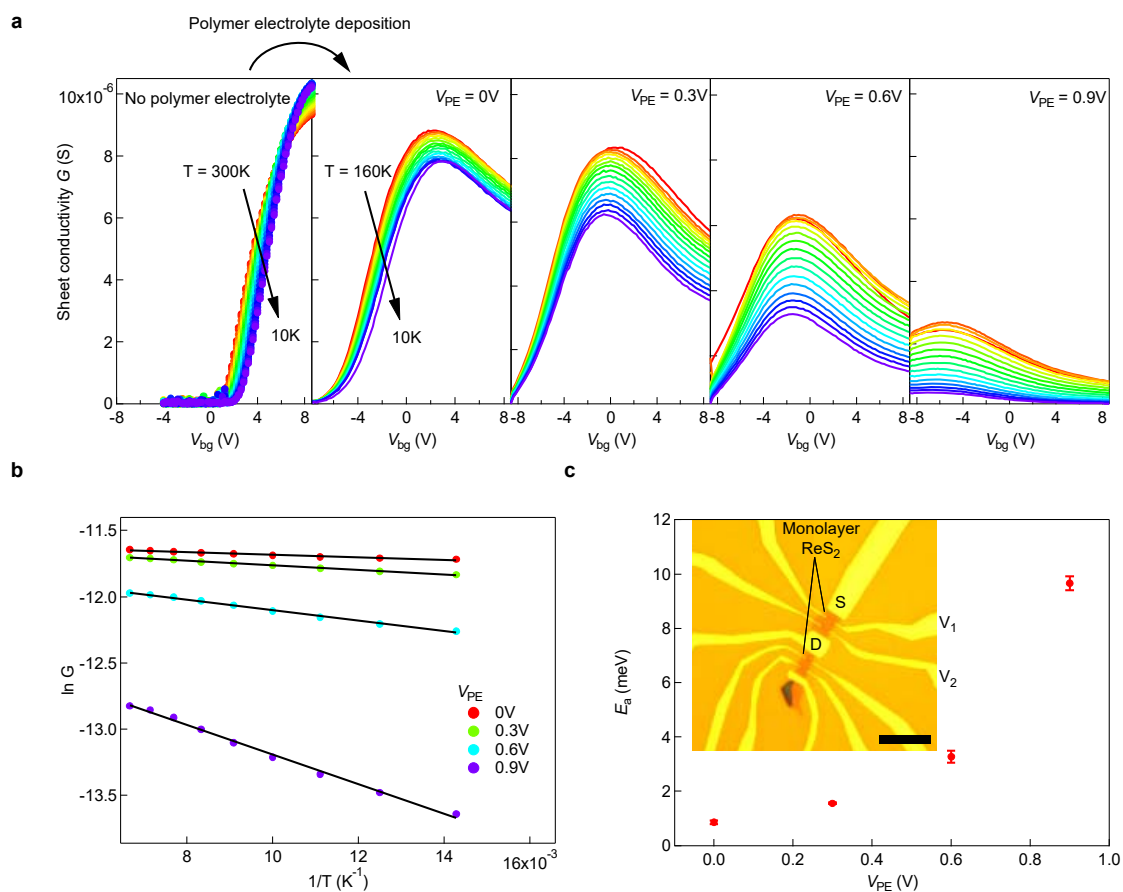 a
Polymer electrolyte deposition
10x10⁻⁶
8
6
4
2
0
Sheet conductivity G (S)
No polymer electrolyte
T = 300K
10K
-8 -4 0 4 8
V_bg (V)
V_PE = 0V
T = 160K
10K
-4 0 4 8
V_bg (V)
V_PE = 0.3V
-8 -4 0 4 8
V_bg (V)
V_PE = 0.6V
-8 -4 0 4 8
V_bg (V)
V_PE = 0.9V
-8 -4 0 4 8
V_bg (V)
b
-11.5
-12.0
-12.5
-13.0
-13.5
ln G
V_PE
0V
0.3V
0.6V
0.9V
8 10 12 14 16x10⁻³
1/T (K⁻¹)
c
12
10
8
6
4
2
0
E_a (meV)
Monolayer
ReS₂
S
D
V₁
V₂
0.0 0.2 0.4 0.6 0.8 1.0
V_PE (V)